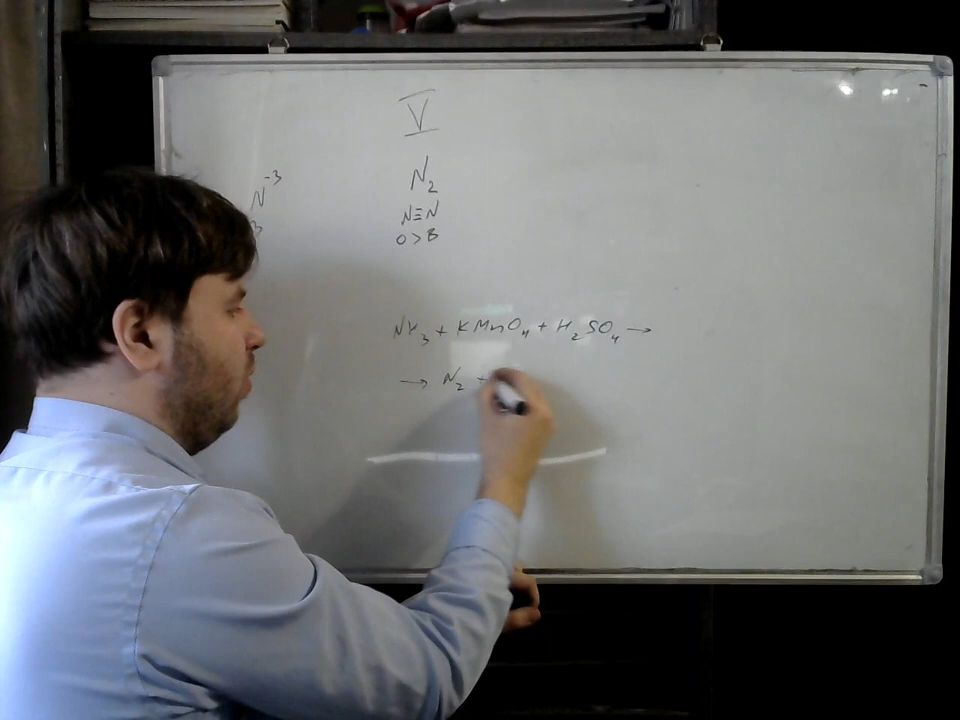 V
N⁻³
N₂
N≡N
O > B
NH₃ + KMnO₄ + H₂SO₄ →
→ N₂ +